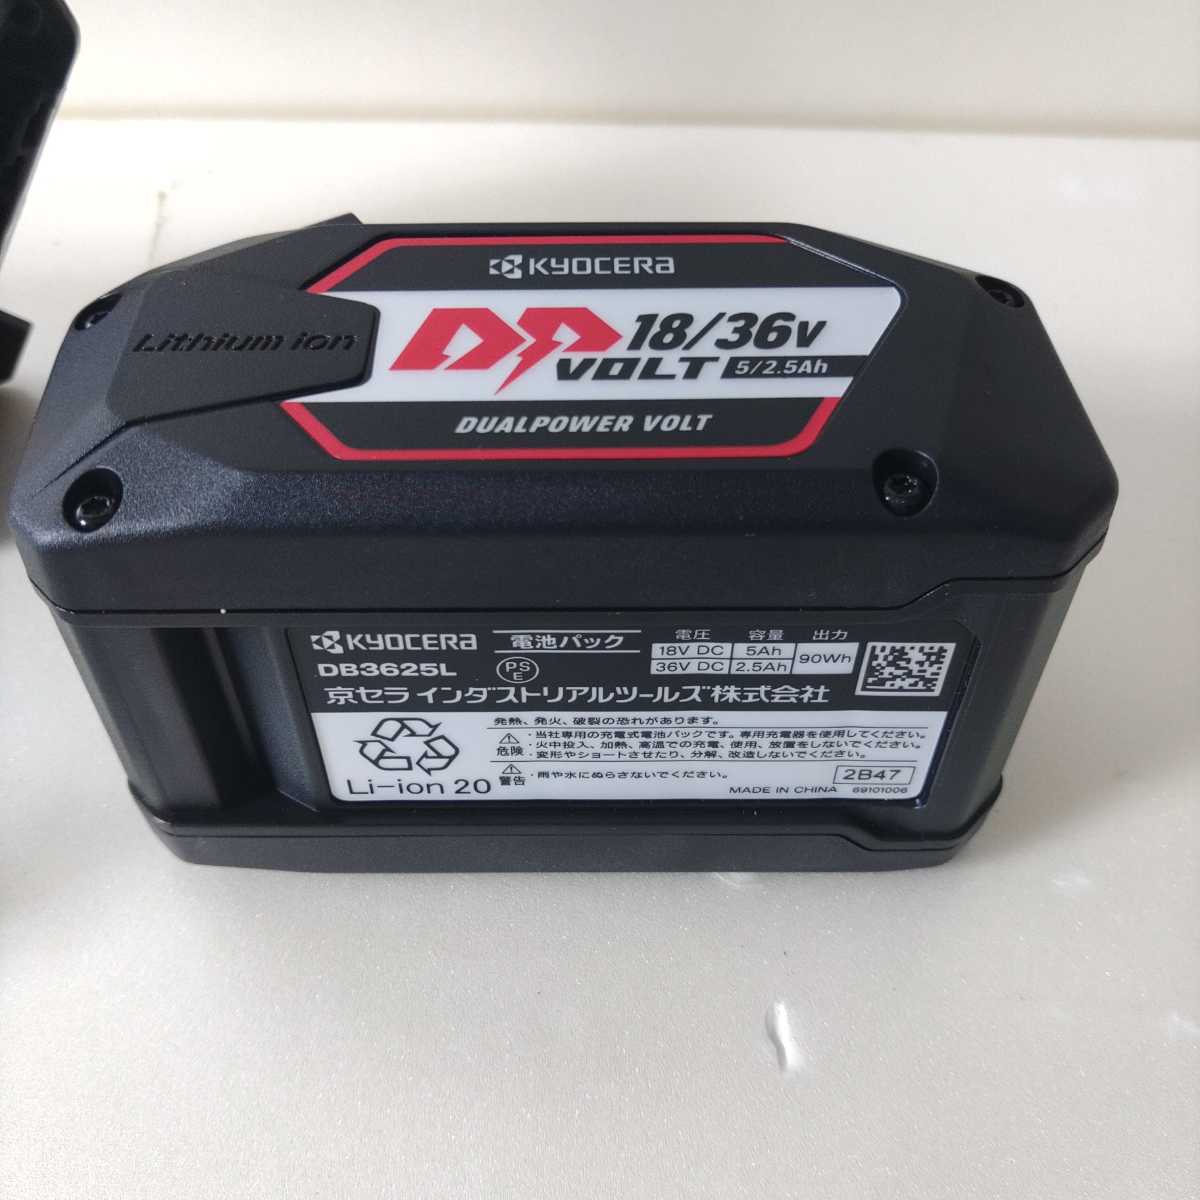 KYOCERA
Lithium ion
DP VOLT 18/36V
5/2.5Ah
DUALPOWER VOLT
KYOCERA 電池パック
DB3625L PSE
電圧 容量 出力
18V DC 5Ah 90Wh
36V DC 2.5Ah
京セラ インダストリアルツールズ株式会社
発熱、発火、破裂の恐れがあります。
危険
・当社専用の充電式電池パックです。専用充電器を使用してください。
・火中投入、加熱、高温での充電、使用、放置をしないでください。
・変形やショートさせたり、分解、改造しないでください。
警告 ・雨や水にぬらさないでください。
Li-ion 20
2B47
MADE IN CHINA 69101006